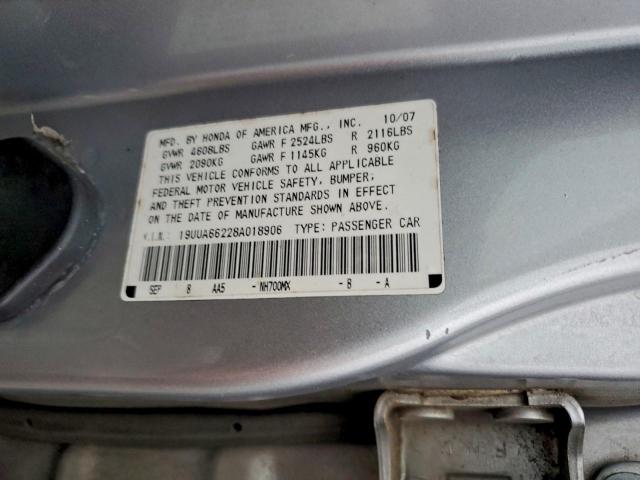 MFD. BY HONDA OF AMERICA MFG., INC. 10/07
GVWR 4608LBS GAWR F 2524LBS R 2116LBS
GVWR 2090KG GAWR F 1145KG R 960KG
THIS VEHICLE CONFORMS TO ALL APPLICABLE
FEDERAL MOTOR VEHICLE SAFETY, BUMPER,
AND THEFT PREVENTION STANDARDS IN EFFECT
ON THE DATE OF MANUFACTURE SHOWN ABOVE.
V.I.N.: 19UUA66228A018906 TYPE: PASSENGER CAR
SEP 8 AA5 - NH700MX - B - A